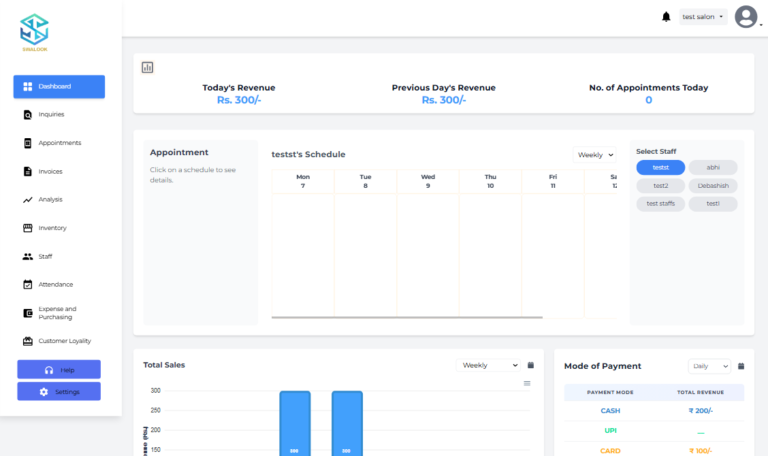 SWALOOK
Dashboard
Inquiries
Appointments
Invoices
Analysis
Inventory
Staff
Attendance
Expense and
Purchasing
Customer Loyality
Help
Settings
test salon
Today's Revenue
Rs. 300/-
Previous Day's Revenue
Rs. 300/-
No. of Appointments Today
0
Appointment
Click on a schedule to see
details.
testst's Schedule
Weekly
Mon
7
Tue
8
Wed
9
Thu
10
Fri
11
Sa
12
Select Staff
testst
abhi
test2
Debashish
test staffs
test1
Total Sales
Weekly
300
250
200
150
300
300
Mode of Payment
Daily
PAYMENT MODE TOTAL REVENUE
CASH ₹ 200/-
UPI __
CARD ₹ 100/-